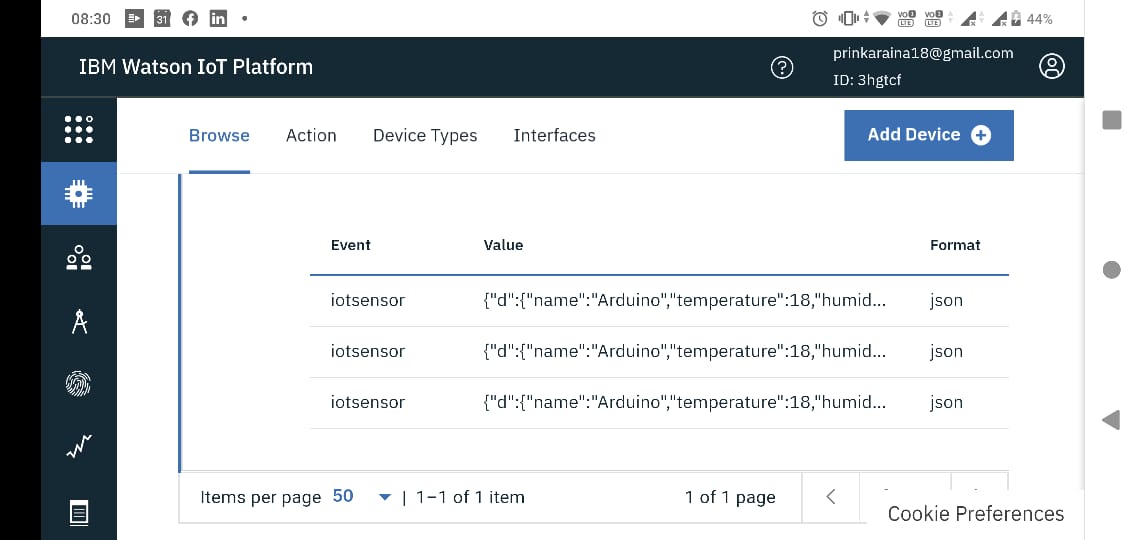 08:30 31 44%
IBM Watson IoT Platform
prinkaraina18@gmail.com
ID: 3hgtcf
Browse Action Device Types Interfaces Add Device
Event Value Format
iotsensor {"d":{"name":"Arduino","temperature":18,"humid... json
iotsensor {"d":{"name":"Arduino","temperature":18,"humid... json
iotsensor {"d":{"name":"Arduino","temperature":18,"humid... json
Items per page 50 | 1–1 of 1 item 1 of 1 page
Cookie Preferences